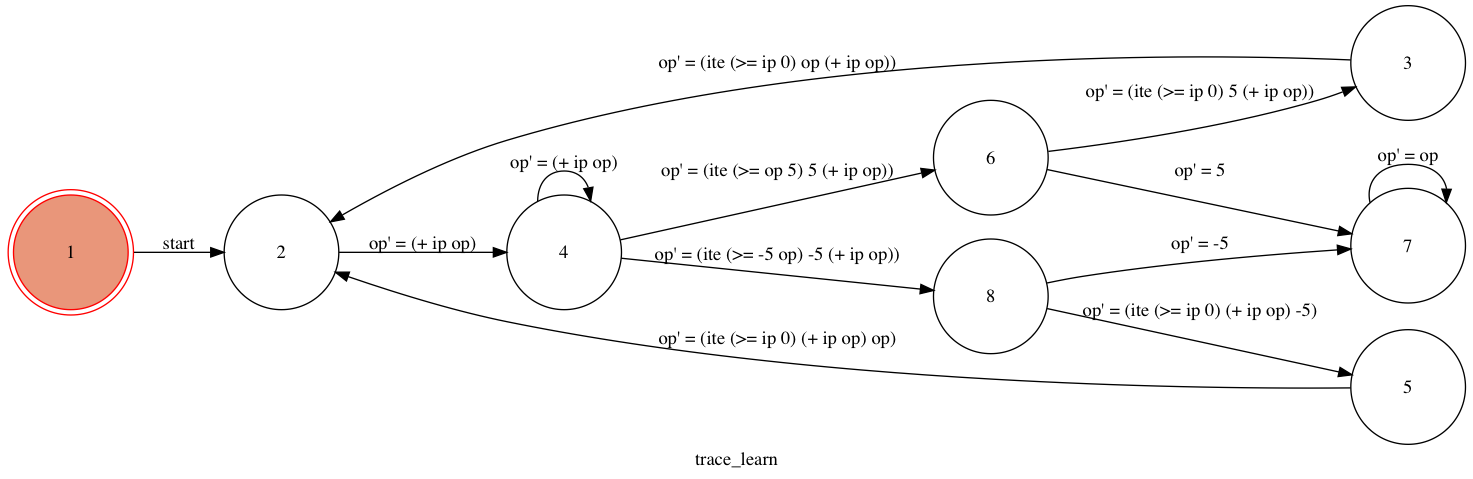 3
op' = (ite (>= ip 0) op (+ ip op))
op' = (ite (>= ip 0) 5 (+ ip op))
6
op' = (+ ip op)
op' = (ite (>= op 5) 5 (+ ip op))
op' = 5
op' = op
1
start
2
op' = (+ ip op)
4
op' = (ite (>= -5 op) -5 (+ ip op))
op' = -5
7
8
op' = (ite (>= ip 0) (+ ip op) -5)
op' = (ite (>= ip 0) (+ ip op) op)
5
trace_learn